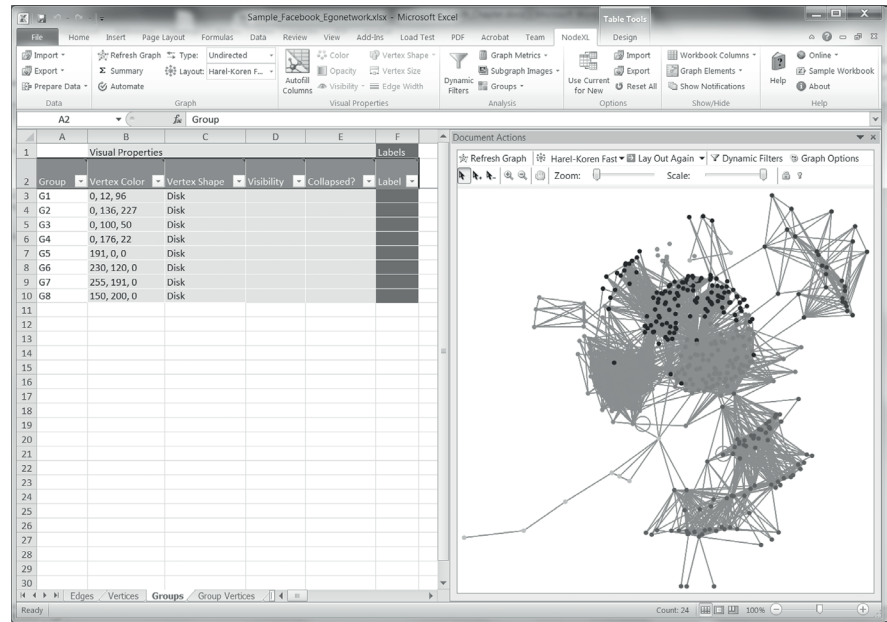 Sample_Facebook_Egonetwork.xlsx - Microsoft Excel
Table Tools
File Home Insert Page Layout Formulas Data Review View Add-Ins Load Test PDF Acrobat Team NodeXL Design
Import Refresh Graph Type: Undirected Color Vertex Shape Graph Metrics Import Workbook Columns Online
Export Summary Layout: Harel-Koren F... Opacity Vertex Size Subgraph Images Export Graph Elements Sample Workbook
Prepare Data Automate Autofill Columns Visibility Edge Width Dynamic Filters Groups Use Current for New Reset All Show Notifications Help About
Data Graph Visual Properties Analysis Options Show/Hide Help
A2 fx Group
A B C D E F
Document Actions
1 Visual Properties Labels
Refresh Graph Harel-Koren Fast Lay Out Again Dynamic Filters Graph Options
Zoom: Scale:
2 Group Vertex Color Vertex Shape Visibility Collapsed? Label
3 G1 0, 12, 96 Disk
4 G2 0, 136, 227 Disk
5 G3 0, 100, 50 Disk
6 G4 0, 176, 22 Disk
7 G5 191, 0, 0 Disk
8 G6 230, 120, 0 Disk
9 G7 255, 191, 0 Disk
10 G8 150, 200, 0 Disk
11
12
13
14
15
16
17
18
19
20
21
22
23
24
25
26
27
28
29
30
Edges Vertices Groups Group Vertices
Ready Count: 24 100%